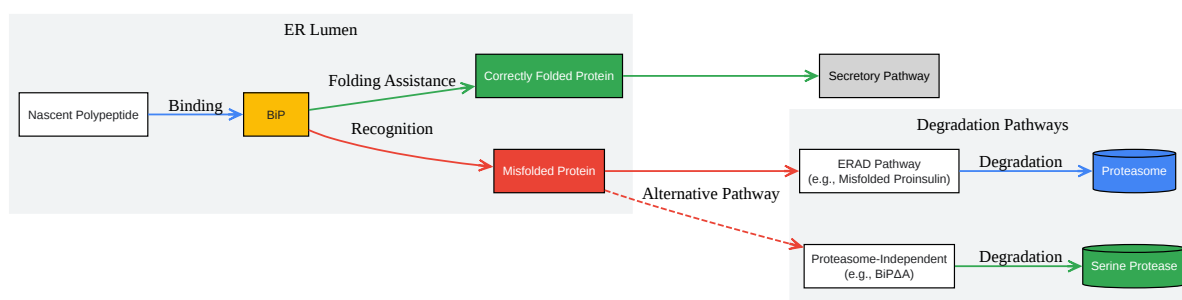 ER Lumen
Nascent Polypeptide
Binding
BiP
Folding Assistance
Correctly Folded Protein
Secretory Pathway
Recognition
Misfolded Protein
Alternative Pathway
Degradation Pathways
ERAD Pathway
(e.g., Misfolded Proinsulin)
Degradation
Proteasome
Proteasome-Independent
(e.g., BiPΔA)
Degradation
Serine Protease